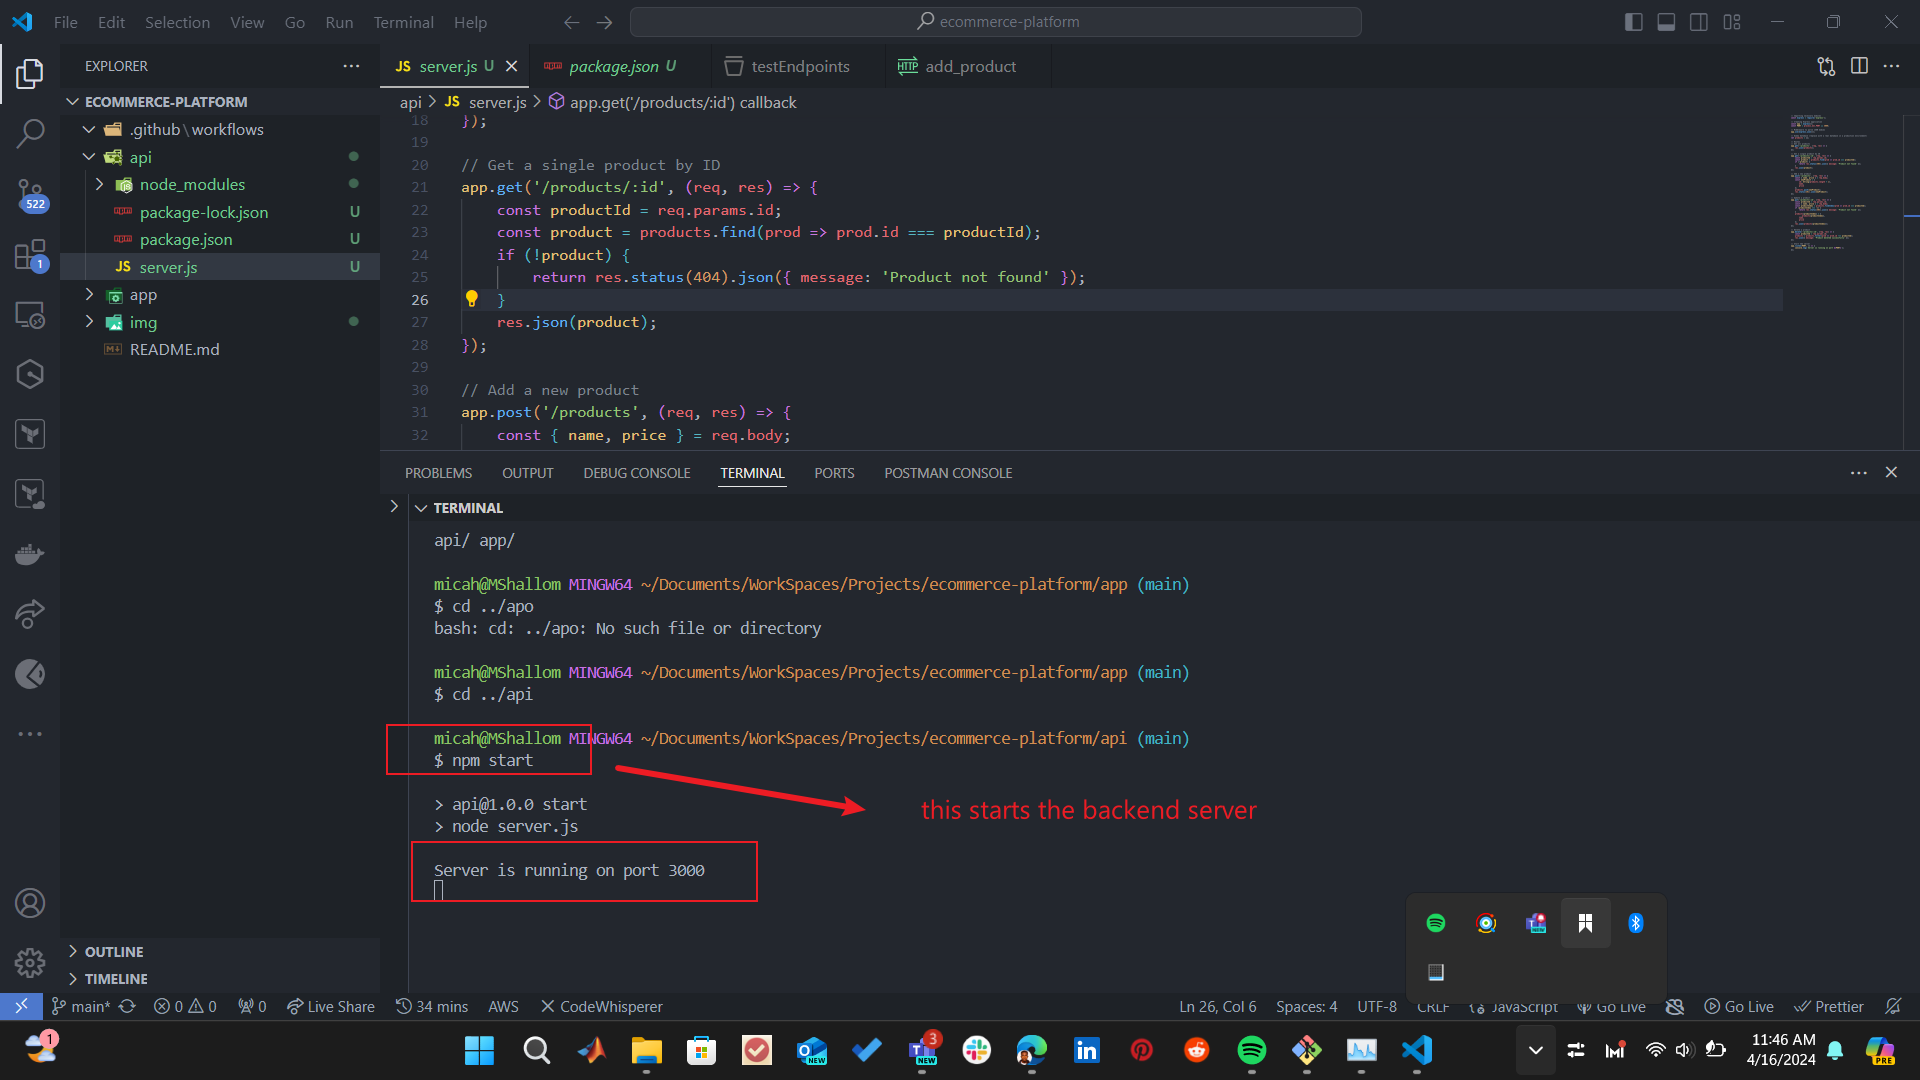 File Edit Selection View Go Run Terminal Help
ecommerce-platform
EXPLORER
JS server.js U
package.json U
testEndpoints
HTTP add_product
ECOMMERCE-PLATFORM
.github\workflows
api
node_modules
package-lock.json U
package.json U
JS server.js U
app
img
README.md
OUTLINE
TIMELINE
522
1
api > JS server.js > app.get('/products/:id') callback
18 });
19
20 // Get a single product by ID
21 app.get('/products/:id', (req, res) => {
22 const productId = req.params.id;
23 const product = products.find(prod => prod.id === productId);
24 if (!product) {
25 return res.status(404).json({ message: 'Product not found' });
26 }
27 res.json(product);
28 });
29
30 // Add a new product
31 app.post('/products', (req, res) => {
32 const { name, price } = req.body;
PROBLEMS OUTPUT DEBUG CONSOLE TERMINAL PORTS POSTMAN CONSOLE
TERMINAL
api/ app/
micah@MShallom MINGW64 ~/Documents/WorkSpaces/Projects/ecommerce-platform/app (main)
$ cd ../apo
bash: cd: ../apo: No such file or directory
micah@MShallom MINGW64 ~/Documents/WorkSpaces/Projects/ecommerce-platform/app (main)
$ cd ../api
micah@MShallom MINGW64 ~/Documents/WorkSpaces/Projects/ecommerce-platform/api (main)
$ npm start
> api@1.0.0 start
> node server.js
this starts the backend server
Server is running on port 3000
main* 0 0 0 Live Share 34 mins AWS CodeWhisperer
Ln 26, Col 6 Spaces: 4 UTF-8 CRLF JavaScript Go Live Go Live Prettier
1
NEW
3
NEW
11:46 AM
4/16/2024
PRE